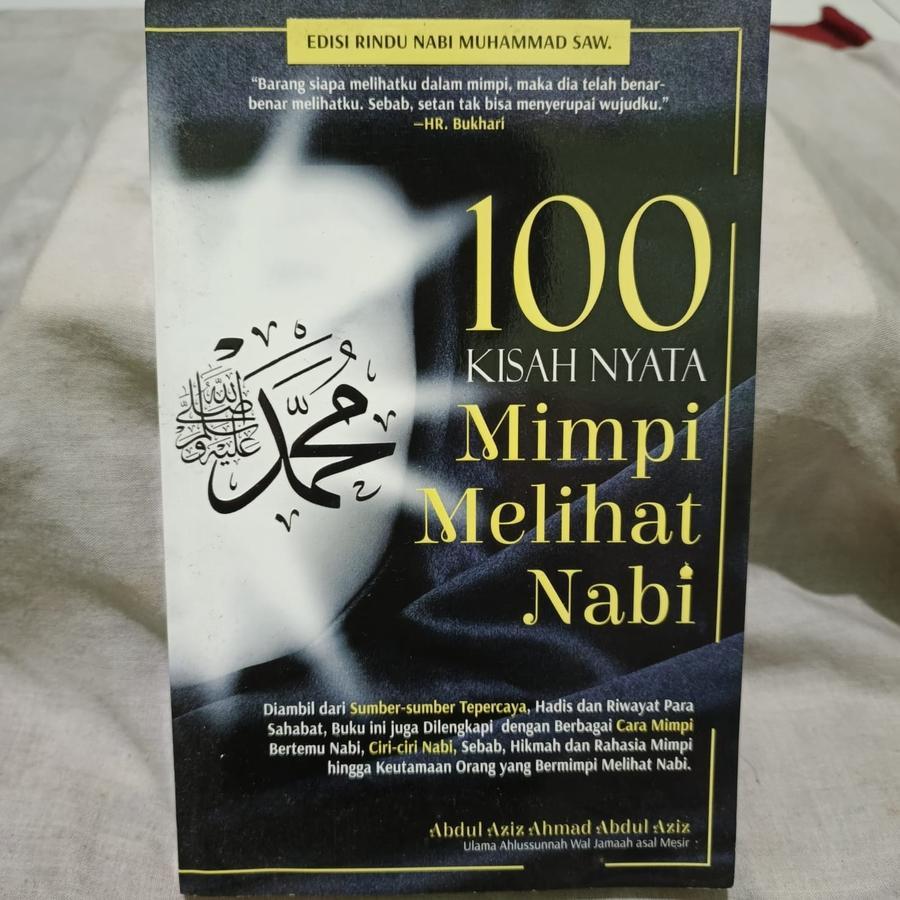 EDISI RINDU NABI MUHAMMAD SAW.
“Barang siapa melihatku dalam mimpi, maka dia telah benar-
benar melihatku. Sebab, setan tak bisa menyerupai wujudku.”
—HR. Bukhari
100
KISAH NYATA
Mimpi
Melihat
Nabi
محمد
صلى الله عليه وسلم
Diambil dari Sumber-sumber Tepercaya, Hadis dan Riwayat Para
Sahabat, Buku ini juga Dilengkapi dengan Berbagai Cara Mimpi
Bertemu Nabi, Ciri-ciri Nabi, Sebab, Hikmah dan Rahasia Mimpi
hingga Keutamaan Orang yang Bermimpi Melihat Nabi.
Abdul Aziz Ahmad Abdul Aziz
Ulama Ahlussunnah Wal Jamaah asal Mesir